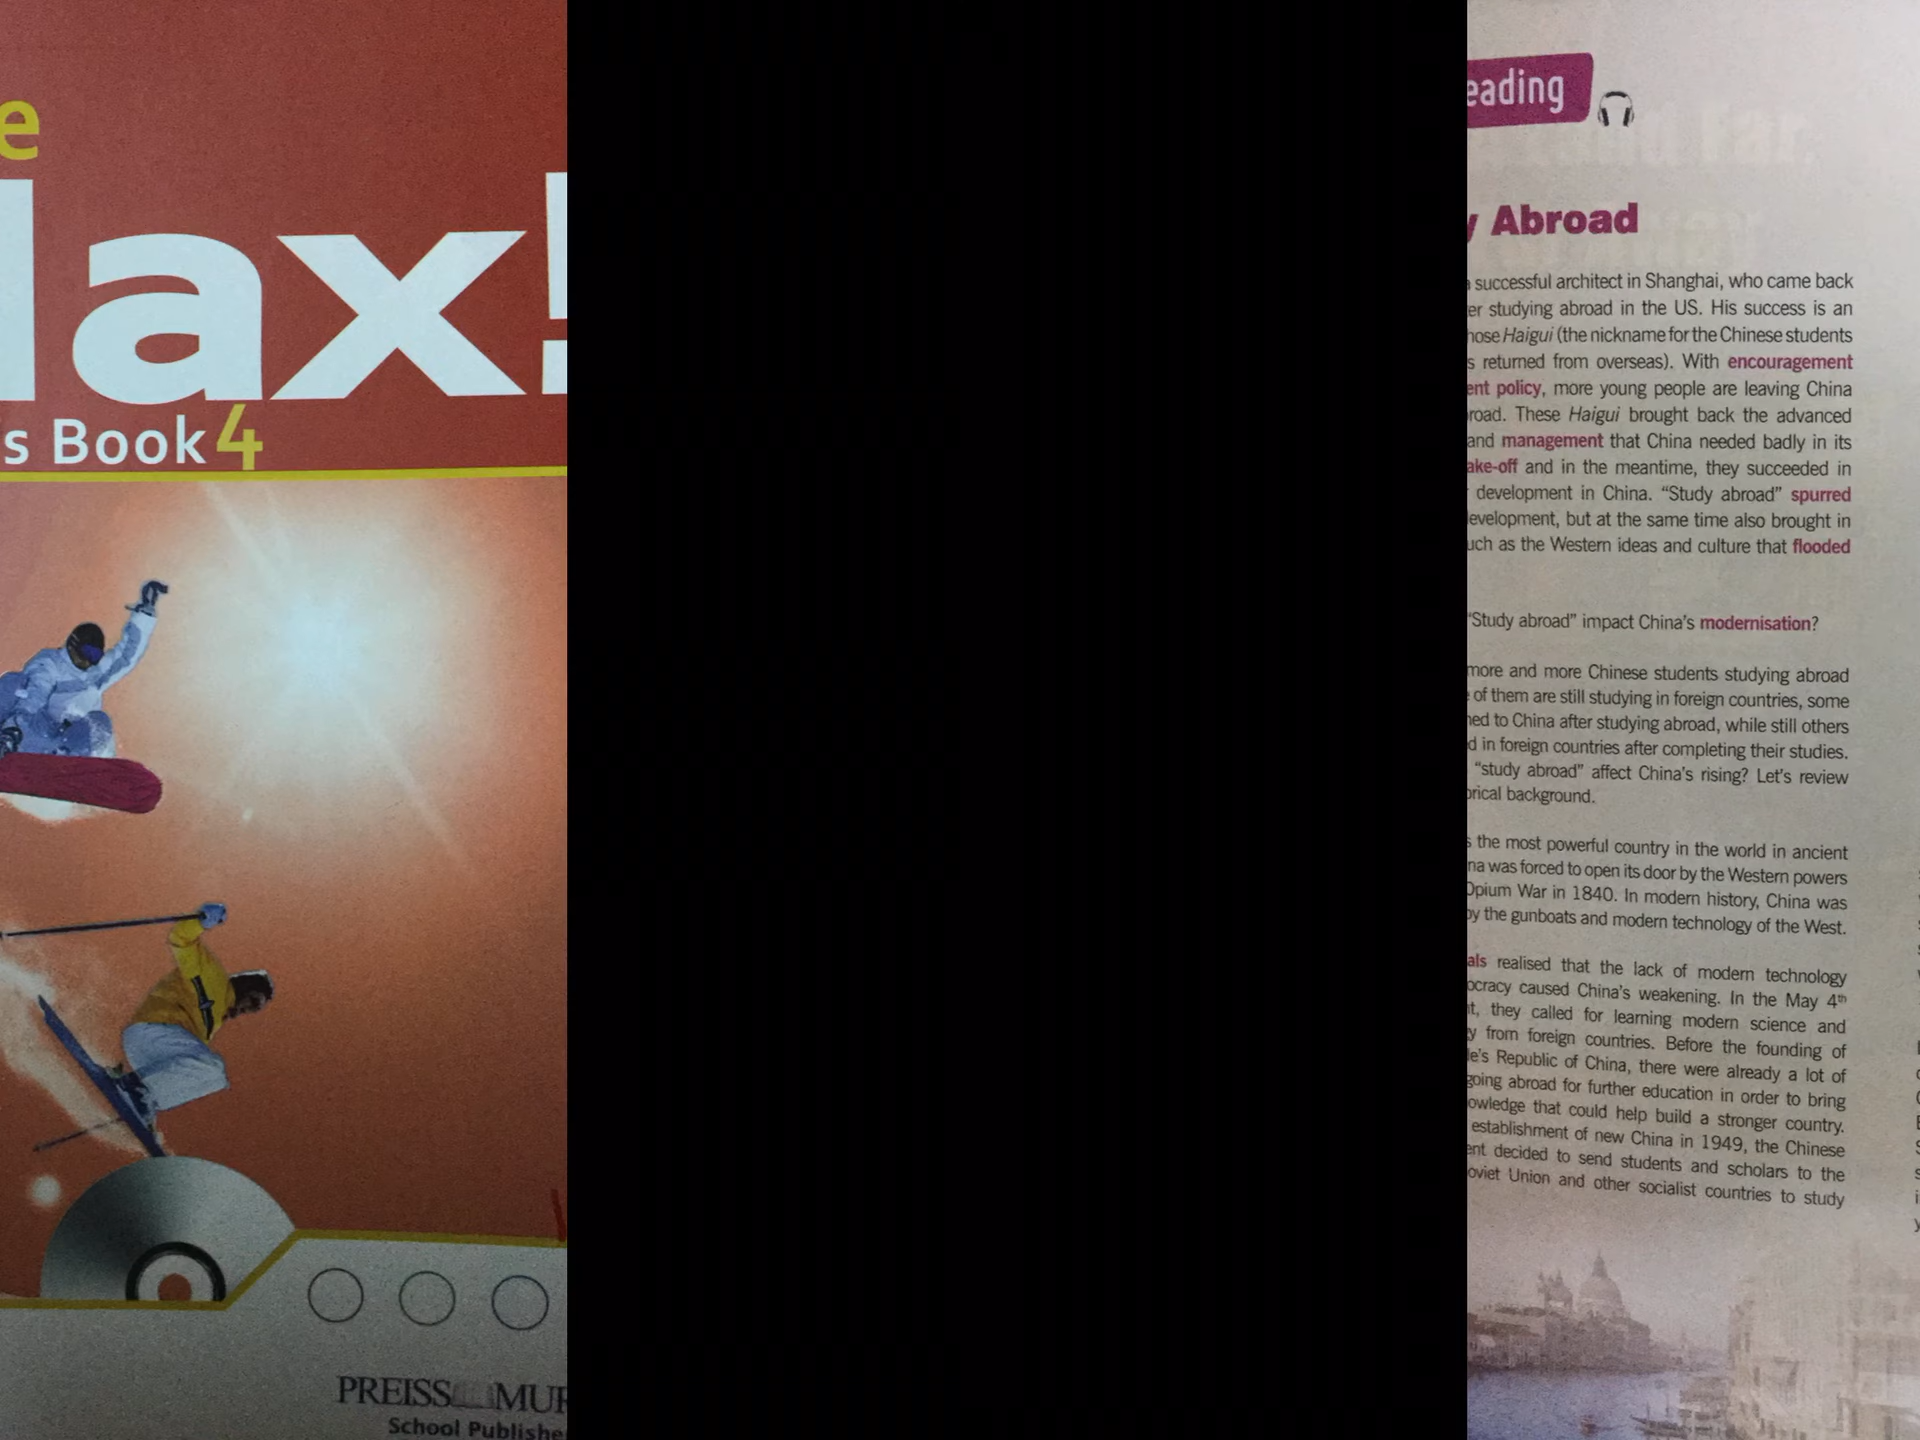 e
lax!
s Book 4
PREISS MUR
School Publishe
eading
y Abroad
successful architect in Shanghai, who came back
er studying abroad in the US. His success is an
hose Haigui (the nickname for the Chinese students
s returned from overseas). With encouragement
ent policy, more young people are leaving China
road. These Haigui brought back the advanced
and management that China needed badly in its
ake-off and in the meantime, they succeeded in
development in China. “Study abroad” spurred
evelopment, but at the same time also brought in
uch as the Western ideas and culture that flooded
“Study abroad” impact China's modernisation?
more and more Chinese students studying abroad
of them are still studying in foreign countries, some
ned to China after studying abroad, while still others
d in foreign countries after completing their studies.
“study abroad” affect China's rising? Let's review
orical background.
s the most powerful country in the world in ancient
na was forced to open its door by the Western powers
Opium War in 1840. In modern history, China was
by the gunboats and modern technology of the West.
als realised that the lack of modern technology
ocracy caused China's weakening. In the May 4th
it, they called for learning modern science and
y from foreign countries. Before the founding of
le's Republic of China, there were already a lot of
going abroad for further education in order to bring
owledge that could help build a stronger country.
establishment of new China in 1949, the Chinese
ent decided to send students and scholars to the
oviet Union and other socialist countries to study